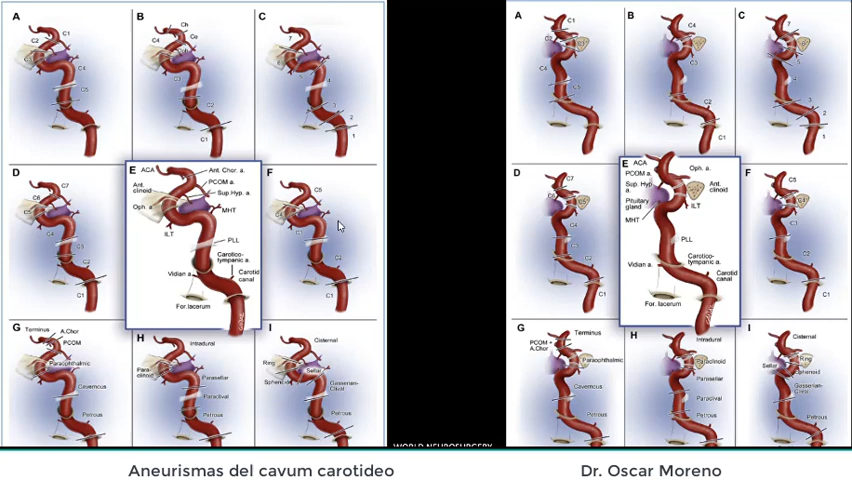 A
C2
C1
C3
C4
C5
B
Ch
Co
Oph
C4
C3
C2
C1
C
7
6
5
4
3
2
1
D
C7
C6
C5
C4
C3
C2
C1
E
ACA
Ant. Chor. a.
PCOM a.
Ant. clinoid
Sup. Hyp. a.
Oph. a.
MHT
ILT
PLL
Carotico-
tympanic a.
Vidian a.
Carotid
canal
For. lacerum
F
C5
C4
C3
C2
C1
G
Terminus
A.Chor
PCOM
Paraophthalmic
Cavernous
Petrous
H
Intradural
Para-
clinoid
Parasellar
Paraclival
Petrous
I
Cisternal
Ring
Sellar
Sphenoid
Gasserian-
Clival
Petrous
A
C1
C2
C3
C4
C5
B
C4
C3
C2
C1
C
7
5
4
3
2
1
D
C7
C6
C5
C4
C3
C2
C1
E
ACA
PCOM a.
Oph. a.
Sup. Hyp.
a.
Ant.
clinoid
Pituitary
gland
ILT
MHT
PLL
Carotico-
tympanic a.
Vidian a.
Carotid
canal
For. lacerum
F
C5
C4
C3
C2
C1
G
Terminus
PCOM +
A.Chor
Paraophthalmic
Cavernous
Petrous
H
Intradural
Paraclinoid
Parasellar
Paraclival
Petrous
I
Cisternal
Ring
Sellar
Sphenoid
Gasserian-
Clival
Petrous
WORLD NEUROSURGERY
Aneurismas del cavum carotideo
Dr. Oscar Moreno